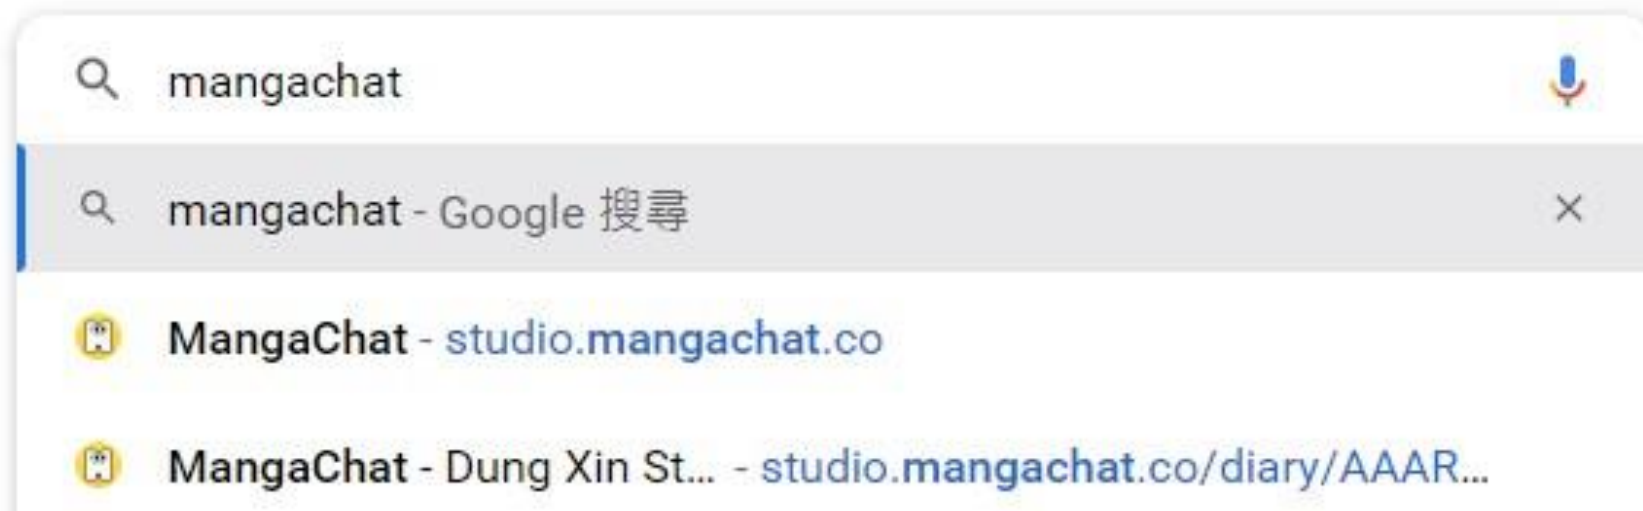 mangachat
mangachat - Google 搜尋
MangaChat - studio.mangachat.co
MangaChat - Dung Xin St... - studio.mangachat.co/diary/AAAR...